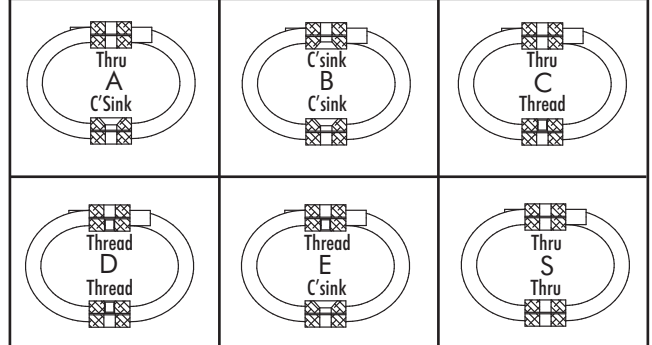 Thru
A
C'Sink
C'sink
B
C'sink
Thru
C
Thread
Thread
D
Thread
Thread
E
C'sink
Thru
S
Thru